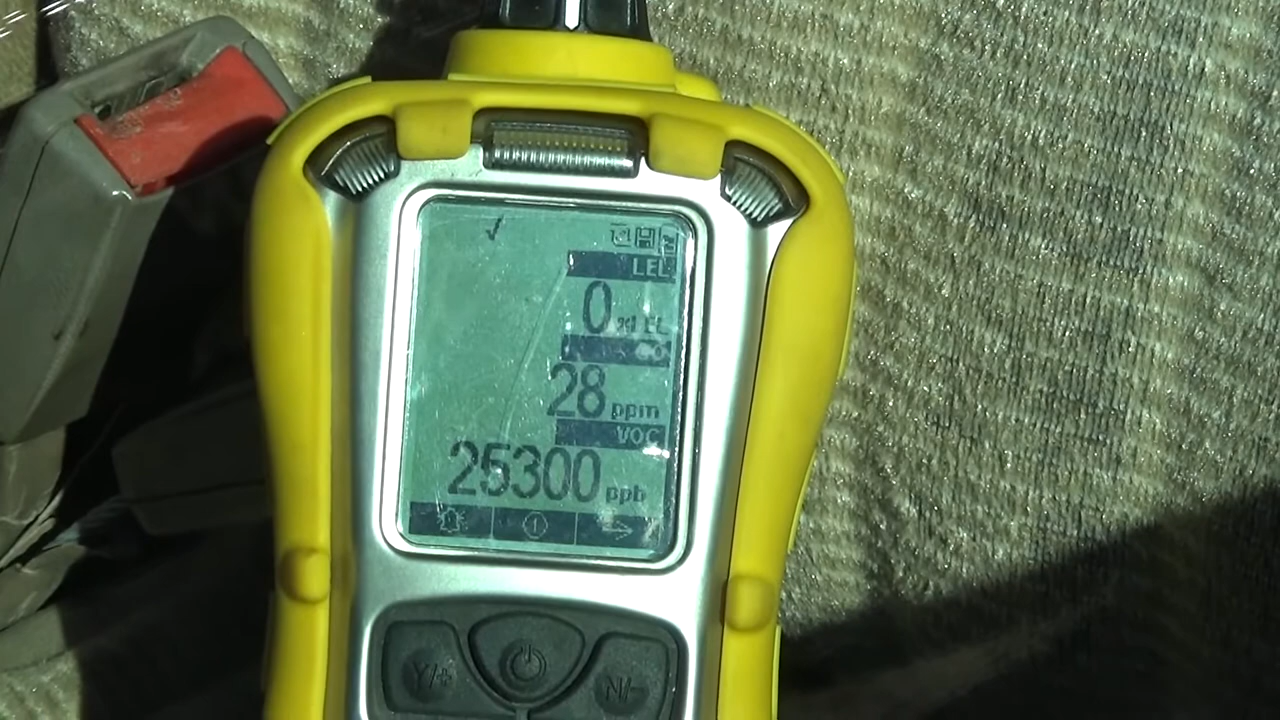 LEL
0 %LEL
CO
28 ppm
VOC
25300 ppb
Y/+
N/-